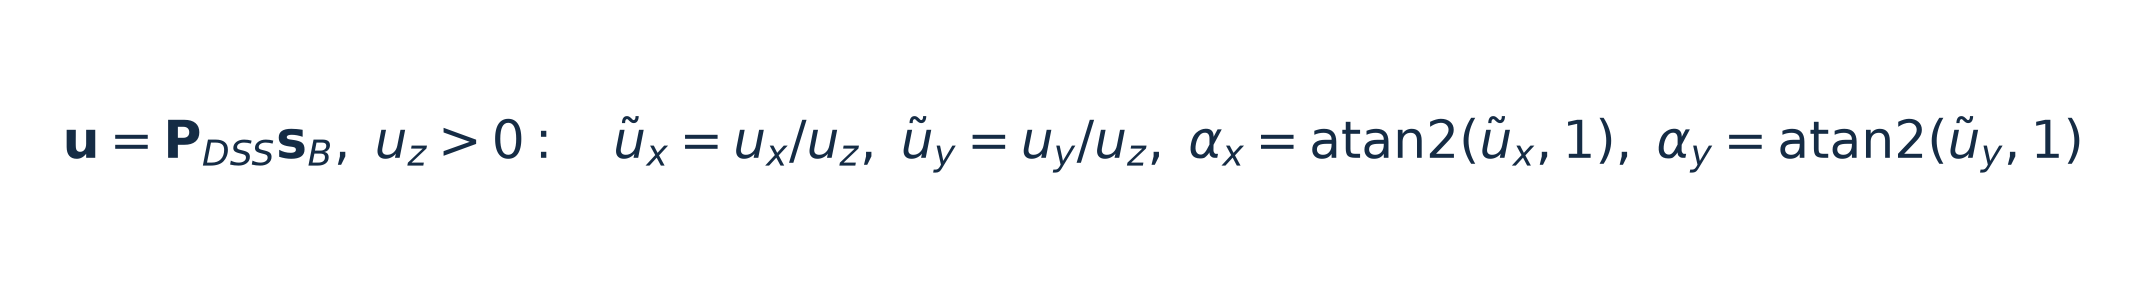 𝐮 = 𝐏_{DSS}𝐬_B, u_z > 0 : ũ_x = u_x/u_z, ũ_y = u_y/u_z, α_x = atan2(ũ_x, 1), α_y = atan2(ũ_y, 1)